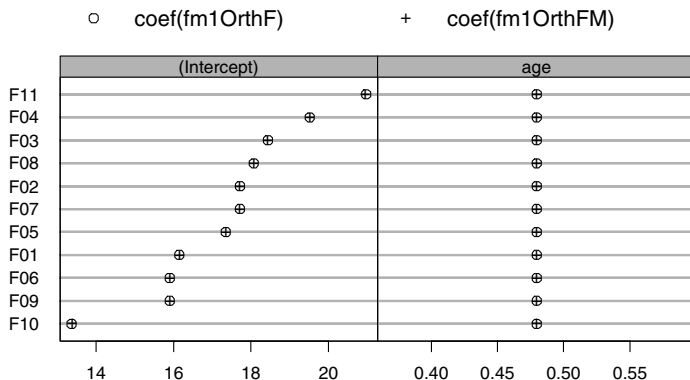 coef(fm1OrthF) coef(fm1OrthFM)
(Intercept) age
F11
F04
F03
F08
F02
F07
F05
F01
F06
F09
F10
14 16 18 20 0.40 0.45 0.50 0.55